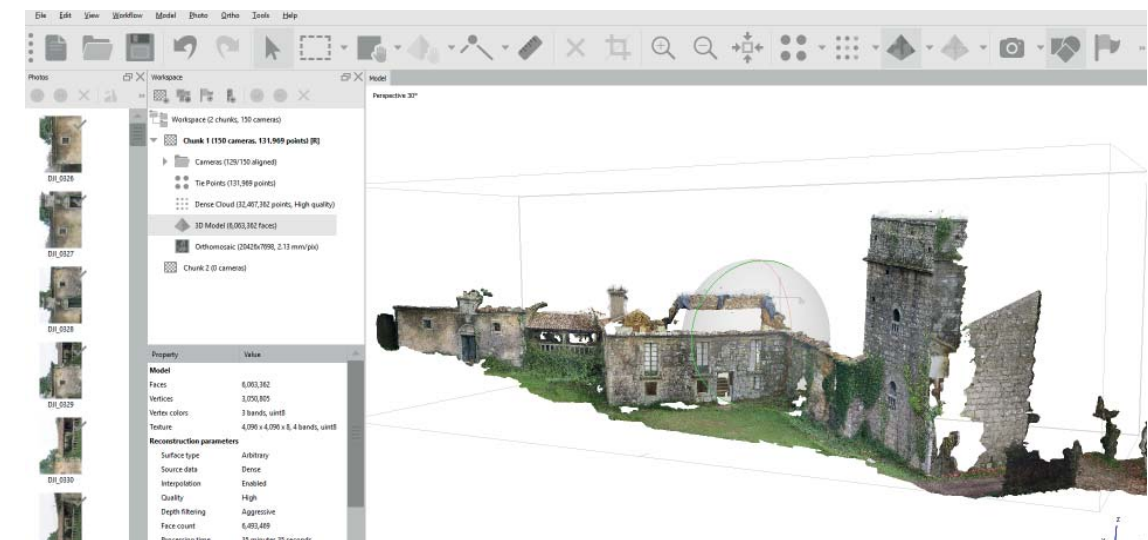 File Edit View Workflow Model Photo Ortho Tools Help
Photos
Workspace
Model
Perspective 30°
Workspace (2 chunks, 150 cameras)
Chunk 1 (150 cameras, 131,969 points) [R]
Cameras (129/150 aligned)
Tie Points (131,969 points)
Dense Cloud (32,467,362 points, High quality)
3D Model (6,063,362 faces)
Orthomosaic (20426x7898, 2.13 mm/pix)
Chunk 2 (0 cameras)
DJI_0326
DJI_0327
DJI_0328
DJI_0329
DJI_0330
Property Value
Model
Faces 6,063,362
Vertices 3,050,805
Vertex colors 3 bands, uint8
Texture 4,096 x 4,096 x 8, 4 bands, uint8
Reconstruction parameters
Surface type Arbitrary
Source data Dense
Interpolation Enabled
Quality High
Depth filtering Aggressive
Face count 6,493,469
Processing time
Z